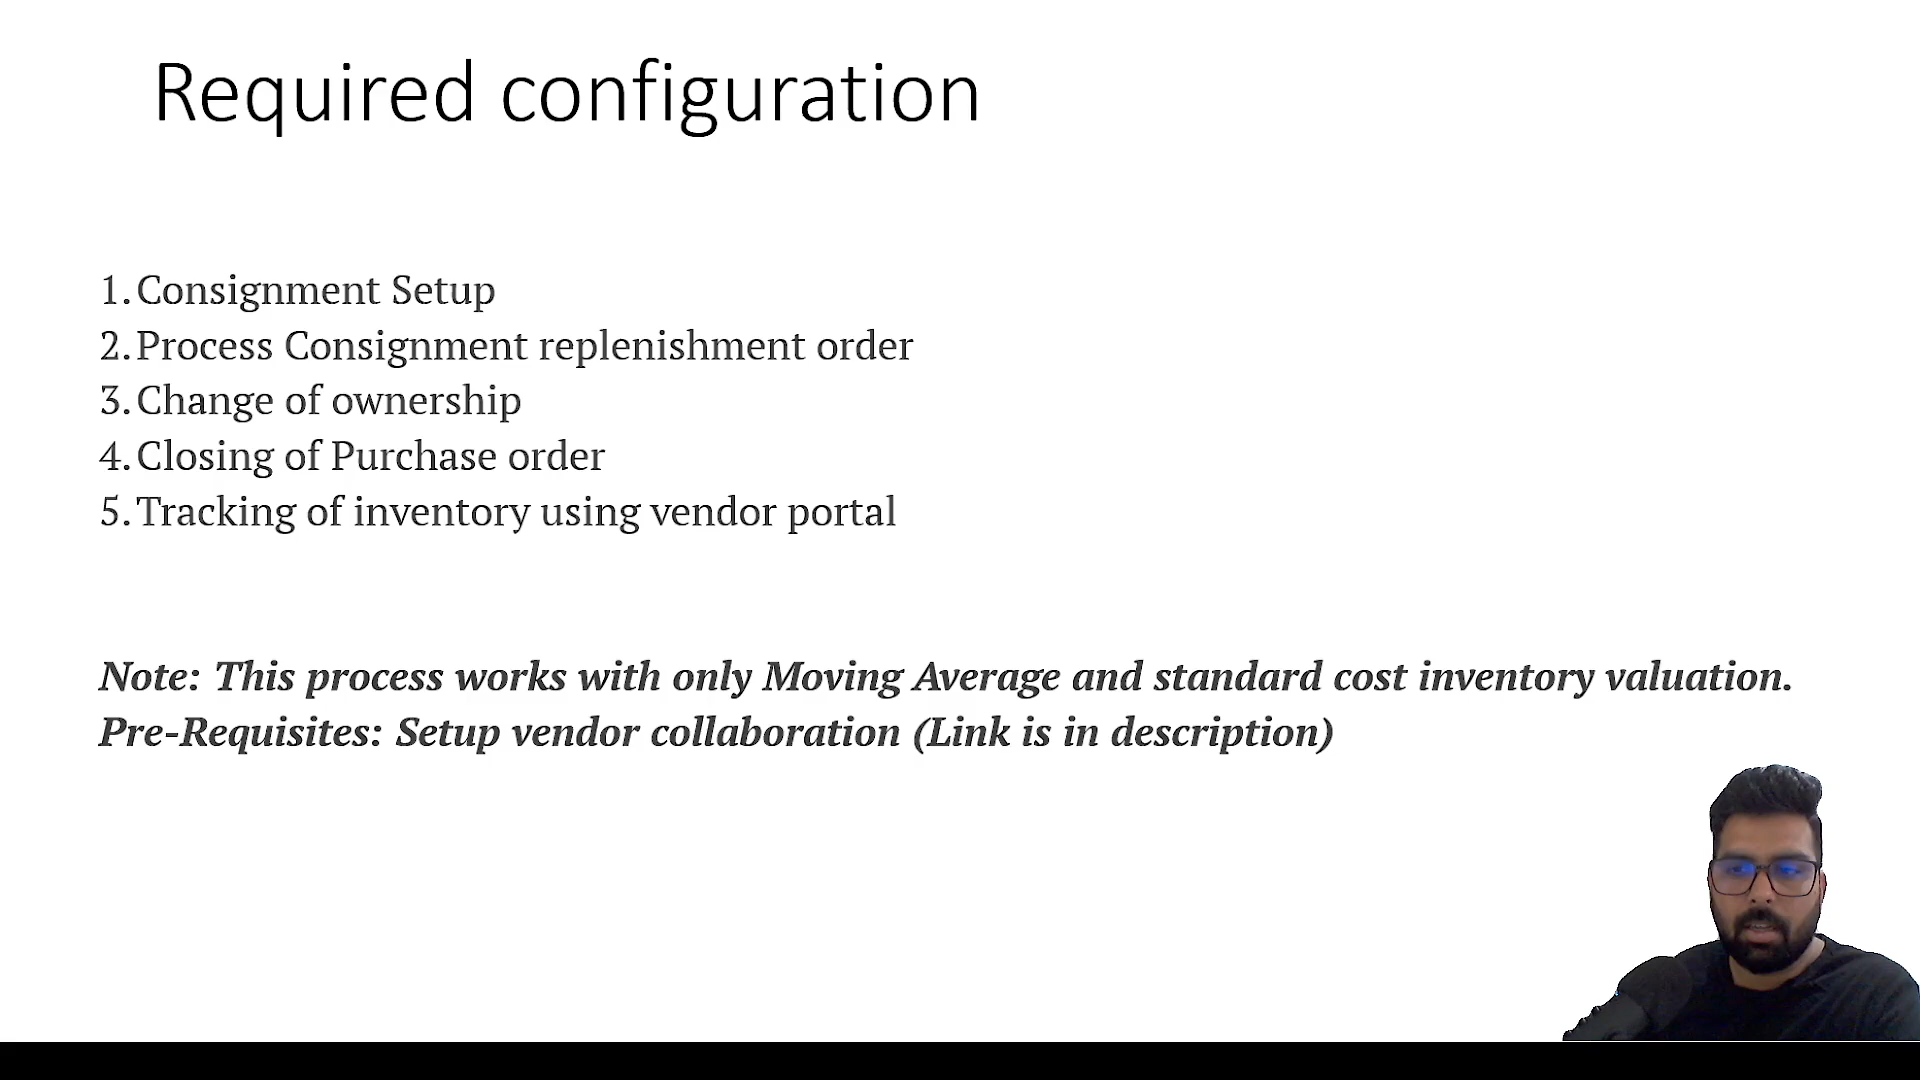 Required configuration
1. Consignment Setup
2. Process Consignment replenishment order
3. Change of ownership
4. Closing of Purchase order
5. Tracking of inventory using vendor portal
Note: This process works with only Moving Average and standard cost inventory valuation.
Pre-Requisites: Setup vendor collaboration (Link is in description)